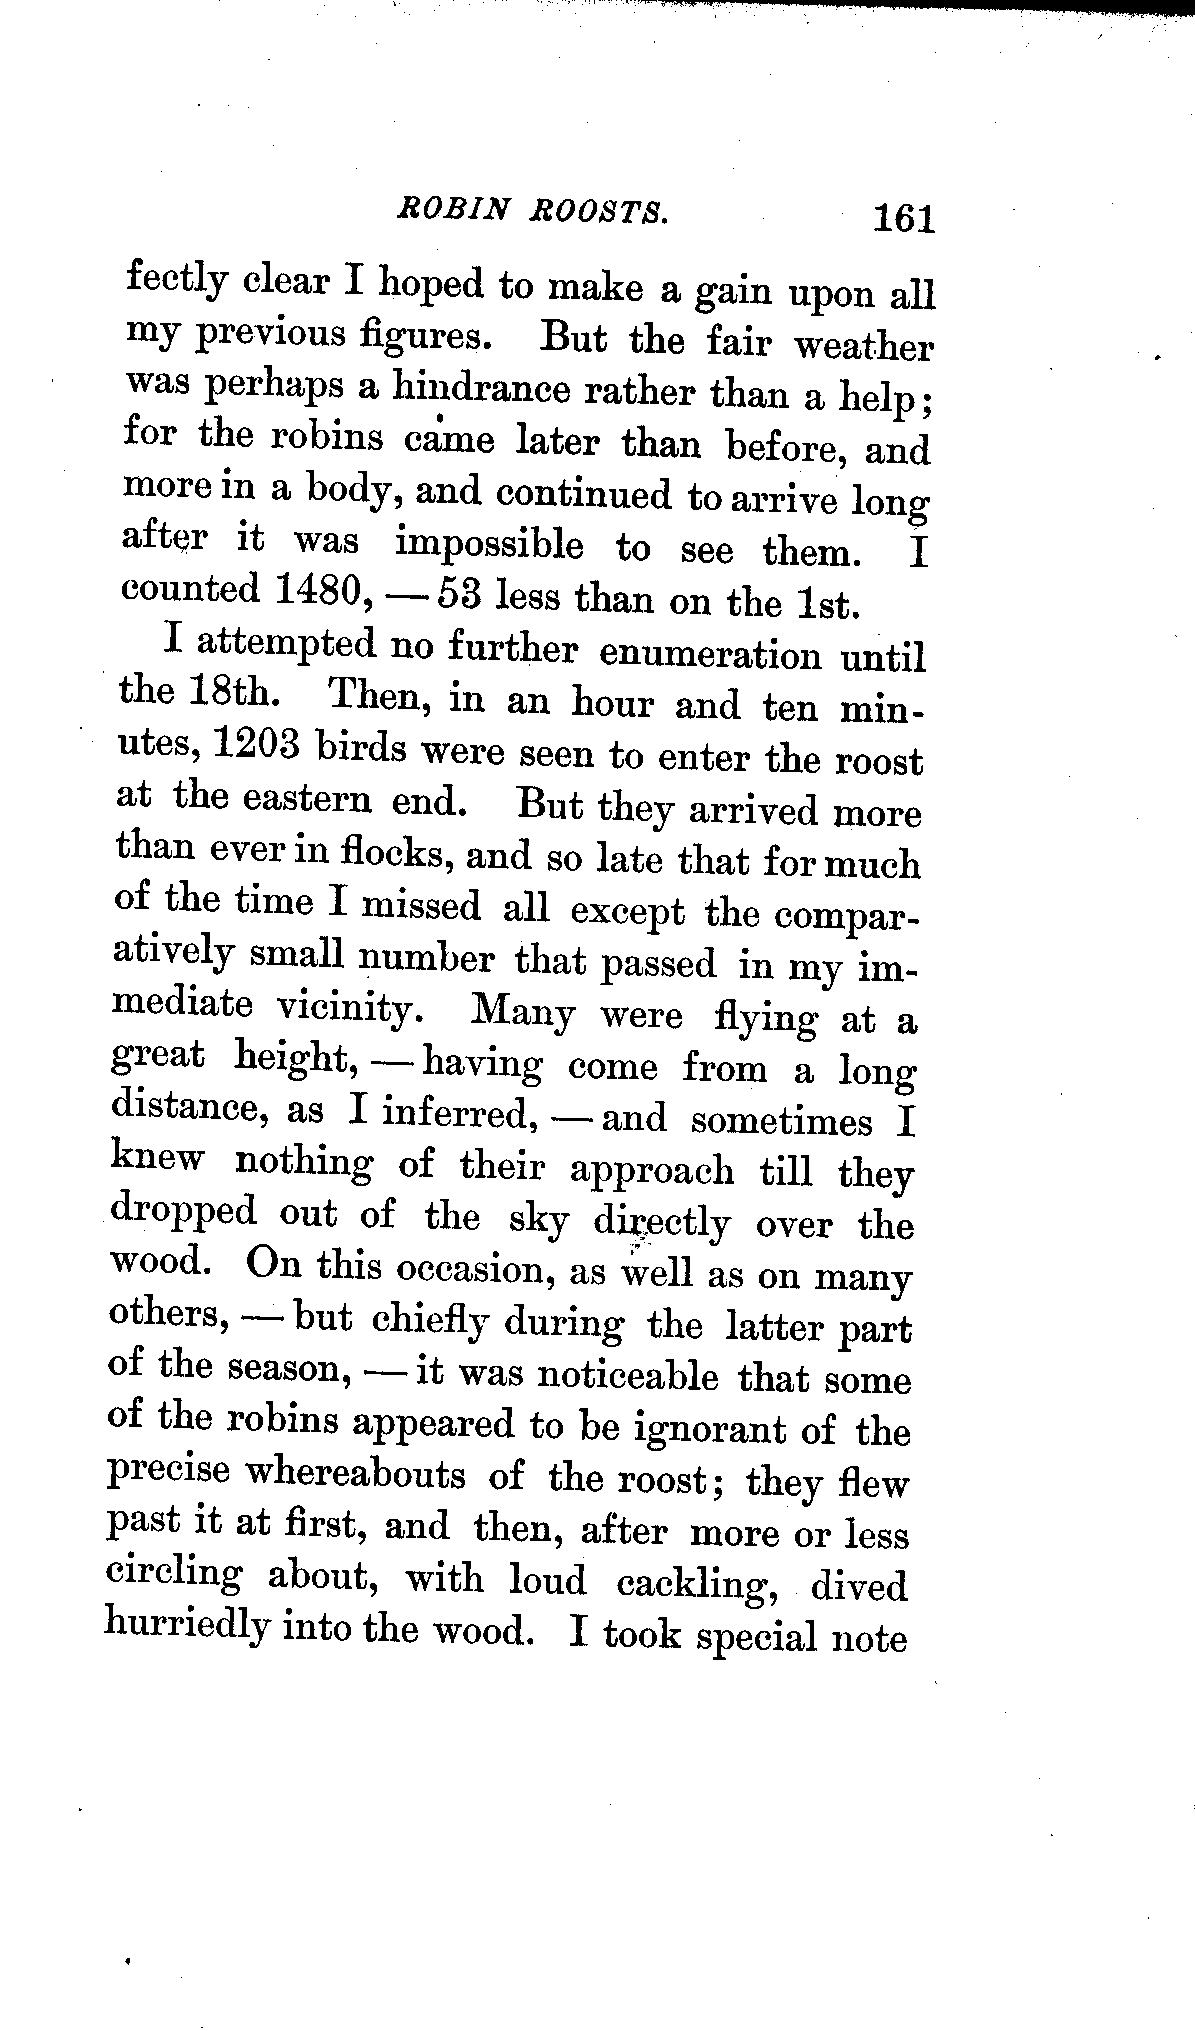 ROBIN ROOSTS. 161
fectly clear I hoped to make a gain upon all
my previous figures. But the fair weather
was perhaps a hindrance rather than a help;
for the robins came later than before, and
more in a body, and continued to arrive long
after it was impossible to see them. I
counted 1480, — 53 less than on the 1st.
I attempted no further enumeration until
the 18th. Then, in an hour and ten min-
utes, 1203 birds were seen to enter the roost
at the eastern end. But they arrived more
than ever in flocks, and so late that for much
of the time I missed all except the compar-
atively small number that passed in my im-
mediate vicinity. Many were flying at a
great height, — having come from a long
distance, as I inferred, — and sometimes I
knew nothing of their approach till they
dropped out of the sky directly over the
wood. On this occasion, as well as on many
others, — but chiefly during the latter part
of the season, — it was noticeable that some
of the robins appeared to be ignorant of the
precise whereabouts of the roost; they flew
past it at first, and then, after more or less
circling about, with loud cackling, dived
hurriedly into the wood. I took special note